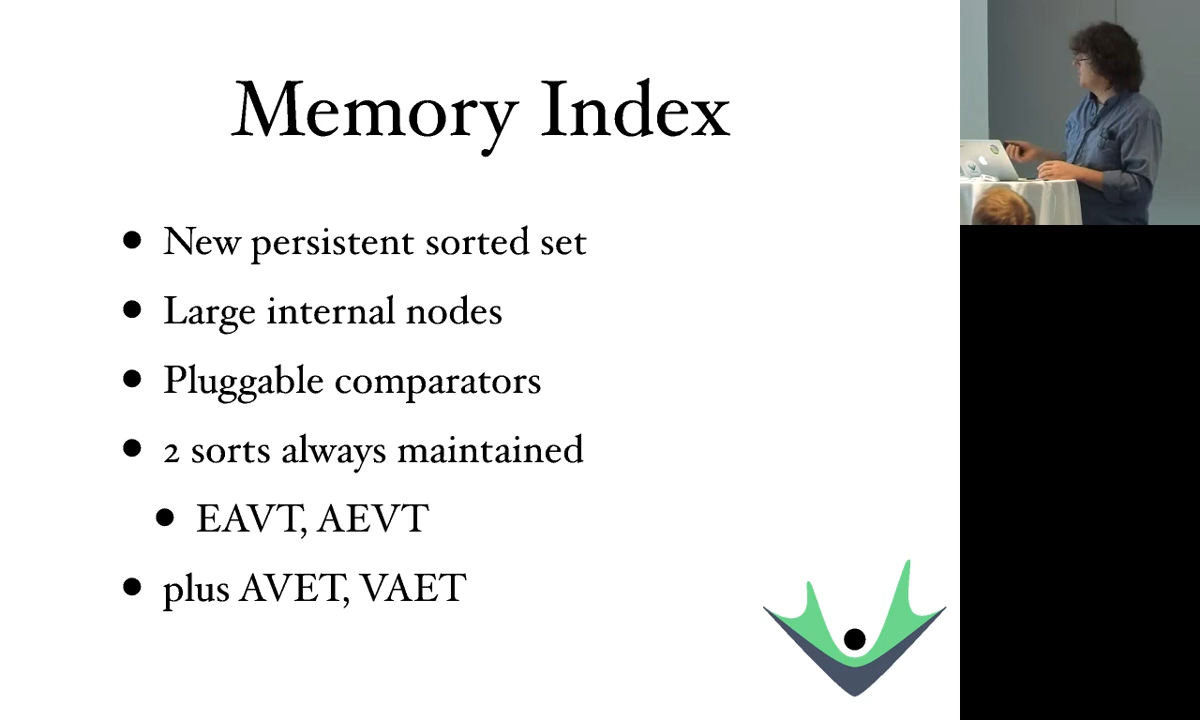 Memory Index
• New persistent sorted set
• Large internal nodes
• Pluggable comparators
• 2 sorts always maintained
• EAVT, AEVT
• plus AVET, VAET